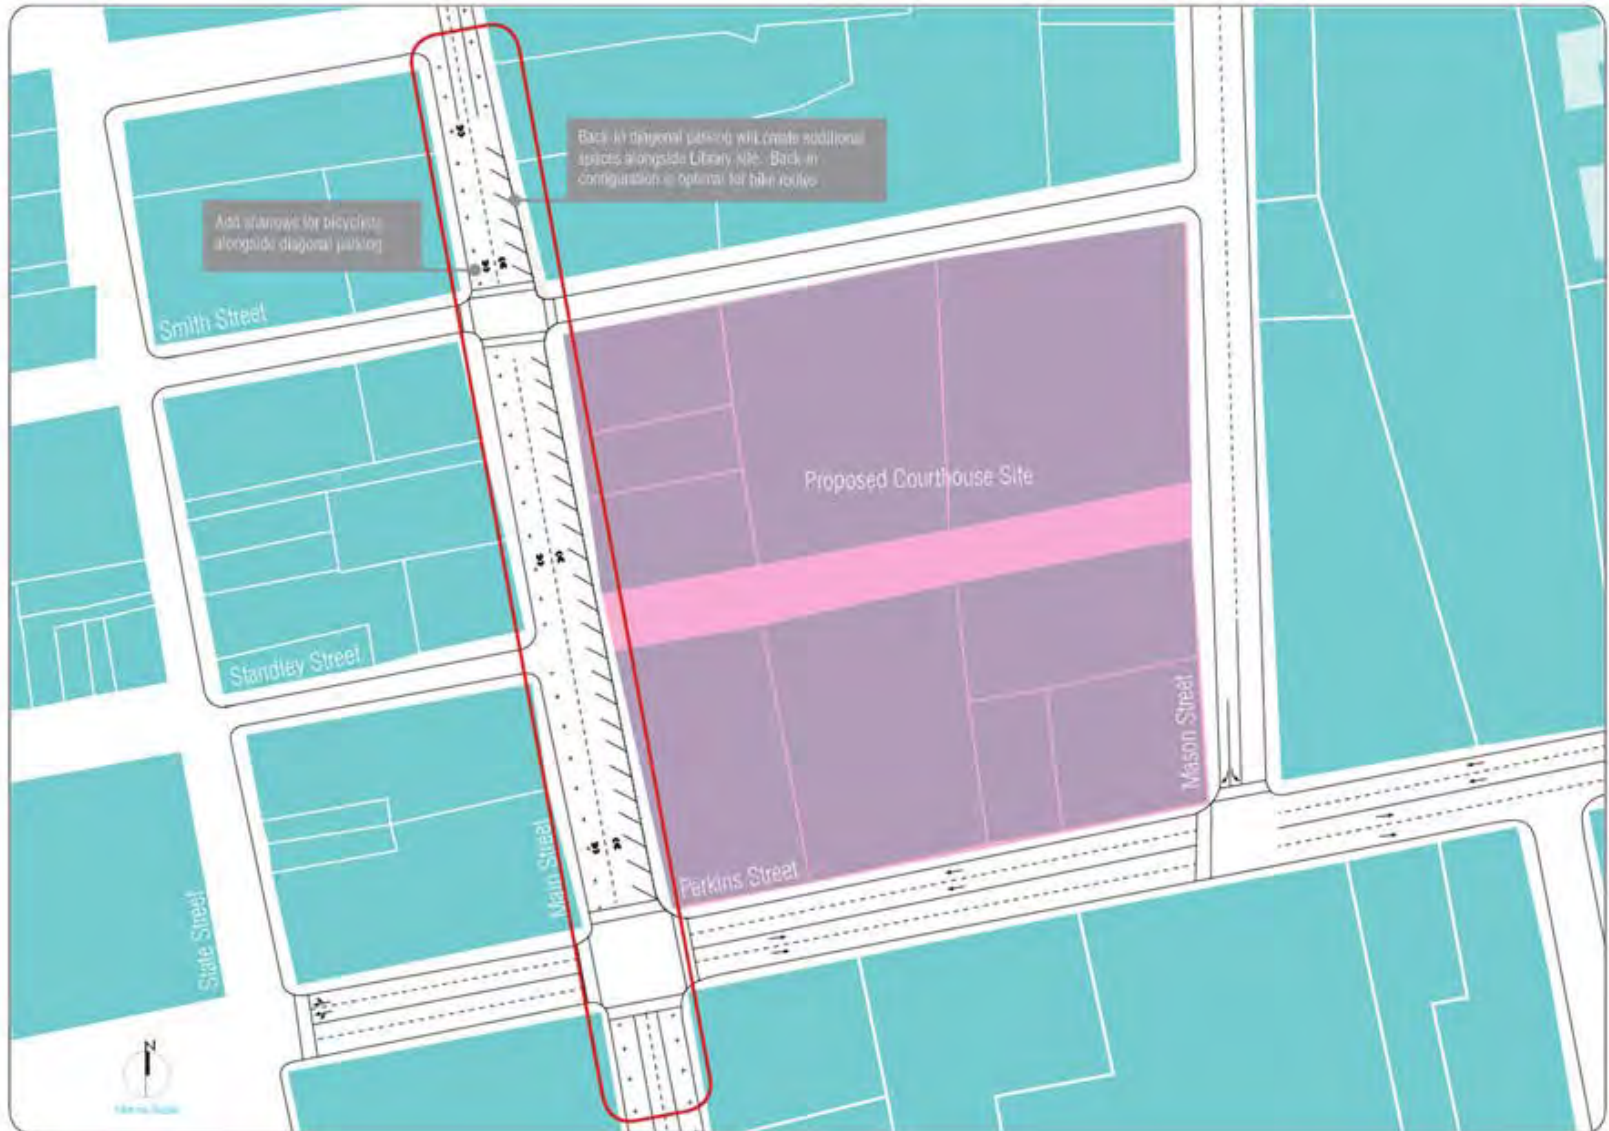 Back-in diagonal parking will create additional
spaces alongside Library site. Back-in
configuration is optimal for bike routes
Add sharrows for bicyclists
alongside diagonal parking
Smith Street
Proposed Courthouse Site
Standley Street
Mason Street
Main Street
Perkins Street
State Street
N